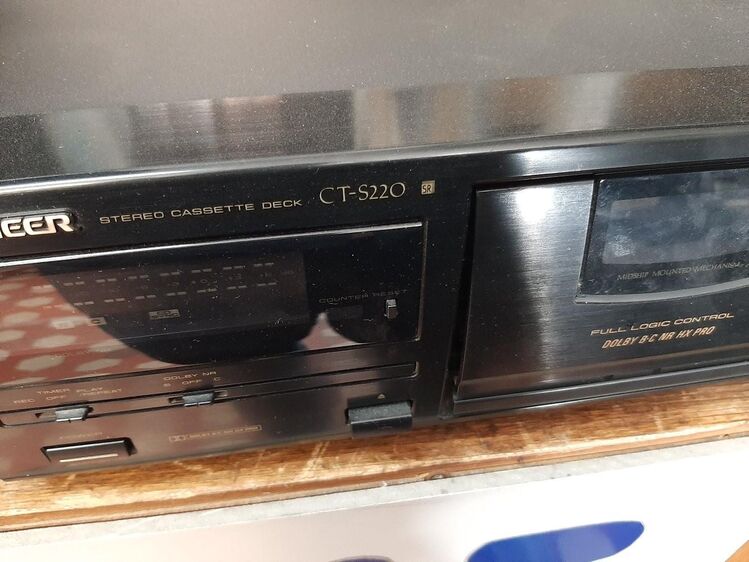 NEER STEREO CASSETTE DECK CT-S220 SR
MIDSHIP MOUNTED MECHANISM
COUNTER RESET
FULL LOGIC CONTROL
DOLBY B·C NR HX PRO
TIMER DOLBY NR
REC OFF PLAY OFF C
REPEAT